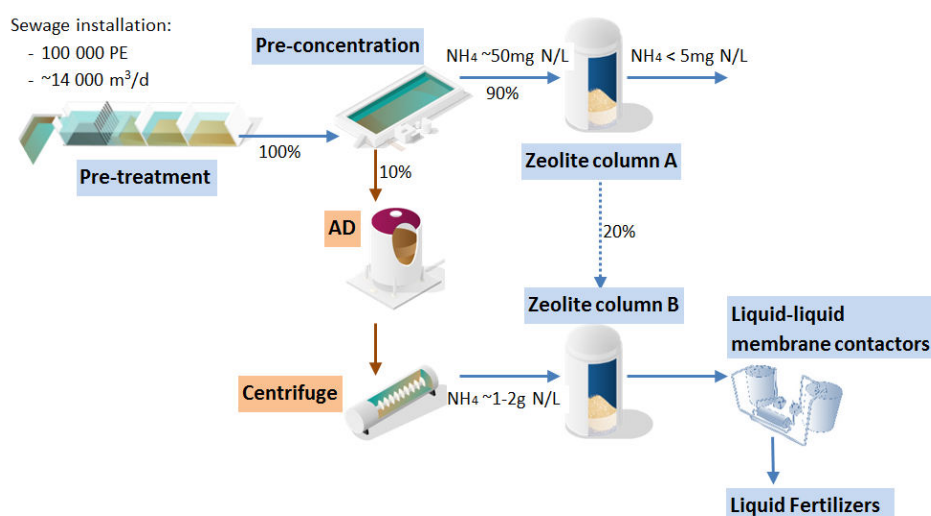 Sewage installation:
- 100 000 PE
- ~14 000 m³/d
Pre-concentration
NH₄ ~50mg N/L
NH₄ < 5mg N/L
90%
100%
Pre-treatment
10%
Zeolite column A
AD
20%
Zeolite column B
Liquid-liquid
membrane contactors
Centrifuge
NH₄ ~1-2g N/L
Liquid Fertilizers